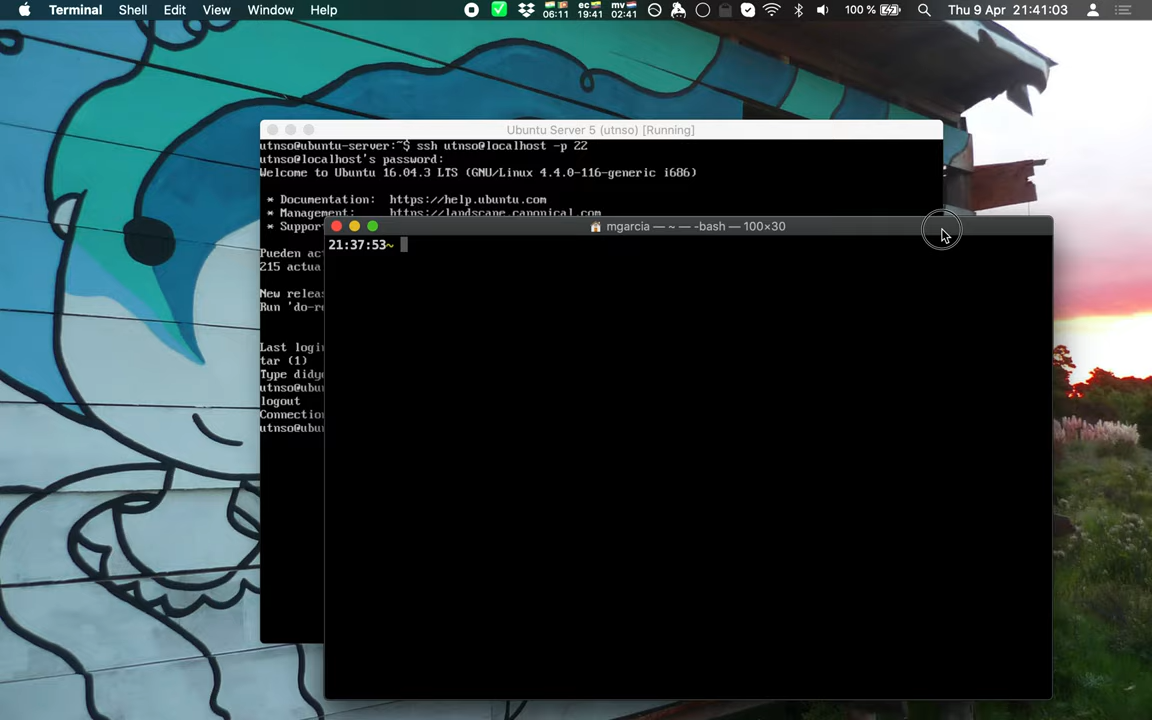 Terminal Shell Edit View Window Help 06:11 ec 19:41 mv 02:41 100 % Thu 9 Apr 21:41:03
Ubuntu Server 5 (utnso) [Running]
utnso@ubuntu-server:~$ ssh utnso@localhost -p 22
utnso@localhost's password:
Welcome to Ubuntu 16.04.3 LTS (GNU/Linux 4.4.0-116-generic i686)
* Documentation: https://help.ubuntu.com
* Management: https://landscape.canonical.com
* Suppor
mgarcia — ~ — -bash — 100×30
21:37:53~
Pueden ac
215 actua
New relea
Run 'do-re
Last logi
tar (1)
Type didy
utnso@ubu
logout
Connectio
utnso@ubu